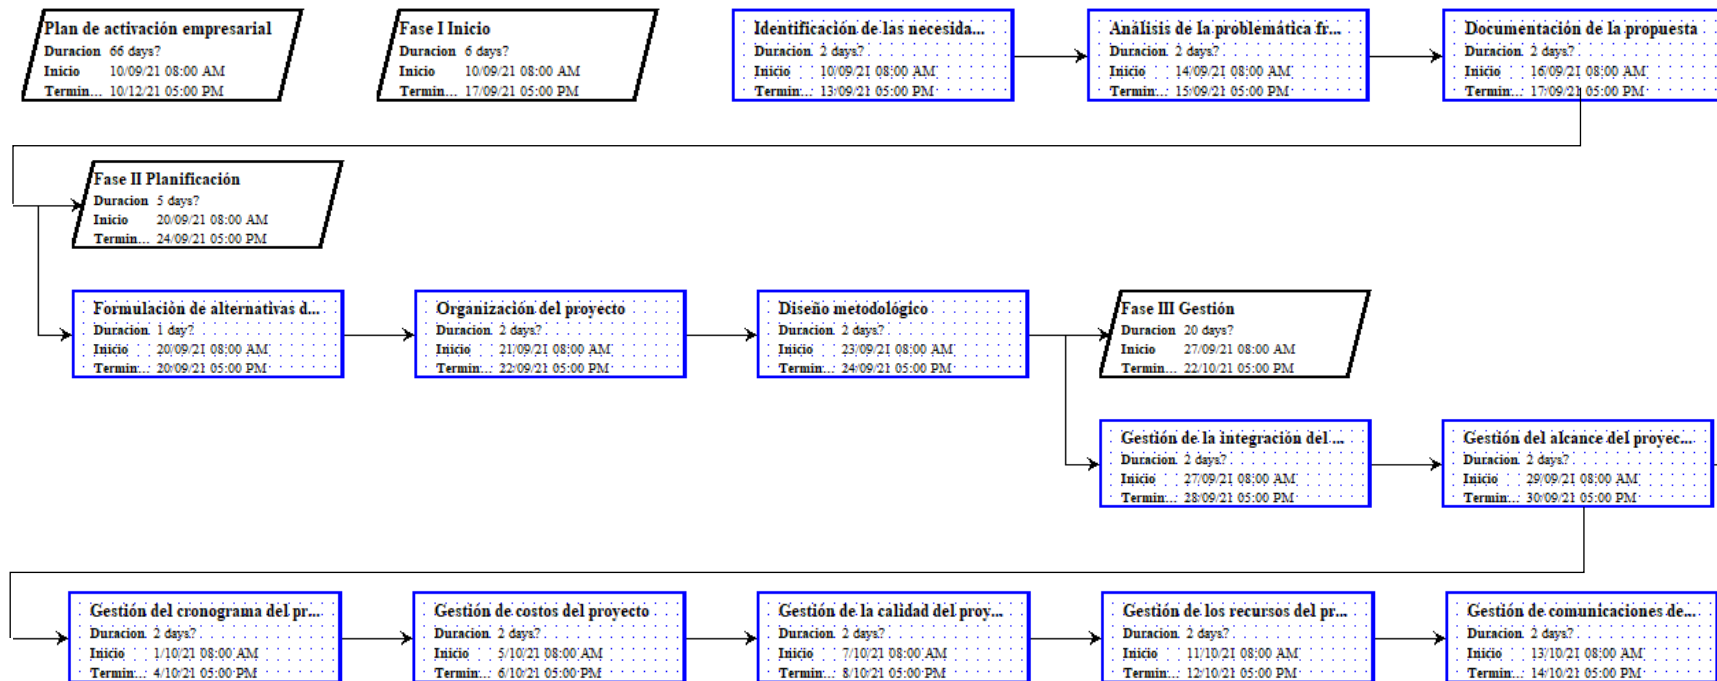 Plan de activación empresarial
Duracion 66 days?
Inicio 10/09/21 08:00 AM
Termin... 10/12/21 05:00 PM
Fase I Inicio
Duracion 6 days?
Inicio 10/09/21 08:00 AM
Termin... 17/09/21 05:00 PM
Identificación de las necesida...
Duracion 2 days?
Inicio 10/09/21 08:00 AM
Termin... 13/09/21 05:00 PM
Análisis de la problemática fr...
Duracion 2 days?
Inicio 14/09/21 08:00 AM
Termin... 15/09/21 05:00 PM
Documentación de la propuesta
Duracion 2 days?
Inicio 16/09/21 08:00 AM
Termin... 17/09/21 05:00 PM
Fase II Planificación
Duracion 5 days?
Inicio 20/09/21 08:00 AM
Termin... 24/09/21 05:00 PM
Formulación de alternativas d...
Duracion 1 day?
Inicio 20/09/21 08:00 AM
Termin... 20/09/21 05:00 PM
Organización del proyecto
Duracion 2 days?
Inicio 21/09/21 08:00 AM
Termin... 22/09/21 05:00 PM
Diseño metodológico
Duracion 2 days?
Inicio 23/09/21 08:00 AM
Termin... 24/09/21 05:00 PM
Fase III Gestión
Duracion 20 days?
Inicio 27/09/21 08:00 AM
Termin... 22/10/21 05:00 PM
Gestión de la integración del ...
Duracion 2 days?
Inicio 27/09/21 08:00 AM
Termin... 28/09/21 05:00 PM
Gestión del alcance del proyec...
Duracion 2 days?
Inicio 29/09/21 08:00 AM
Termin... 30/09/21 05:00 PM
Gestión del cronograma del pr...
Duracion 2 days?
Inicio 1/10/21 08:00 AM
Termin... 4/10/21 05:00 PM
Gestión de costos del proyecto
Duracion 2 days?
Inicio 5/10/21 08:00 AM
Termin... 6/10/21 05:00 PM
Gestión de la calidad del proy...
Duracion 2 days?
Inicio 7/10/21 08:00 AM
Termin... 8/10/21 05:00 PM
Gestión de los recursos del pr...
Duracion 2 days?
Inicio 11/10/21 08:00 AM
Termin... 12/10/21 05:00 PM
Gestión de comunicaciones de...
Duracion 2 days?
Inicio 13/10/21 08:00 AM
Termin... 14/10/21 05:00 PM